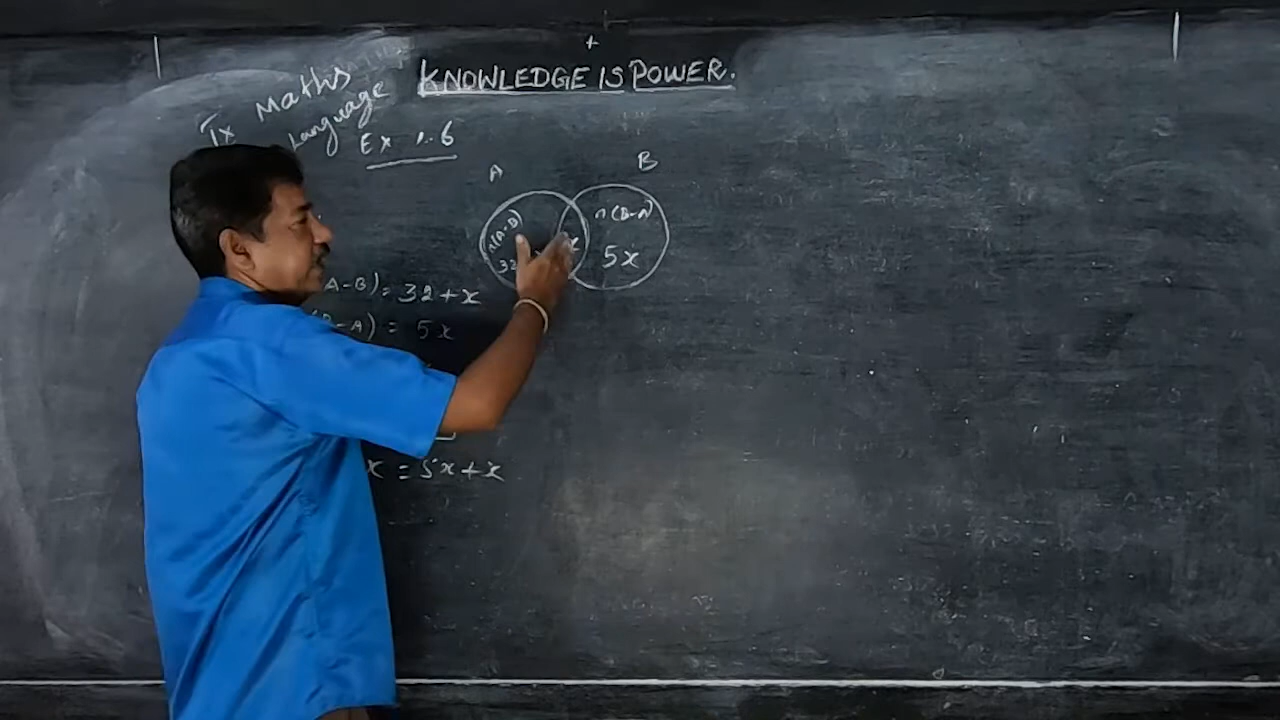 KNOWLEDGE IS POWER.
Ix Maths
Language
Ex 1.6
A B
n(A-B) n(B-A)
32 x 5x
A-B) = 32+x
B-A) = 5x
x = 5x+x